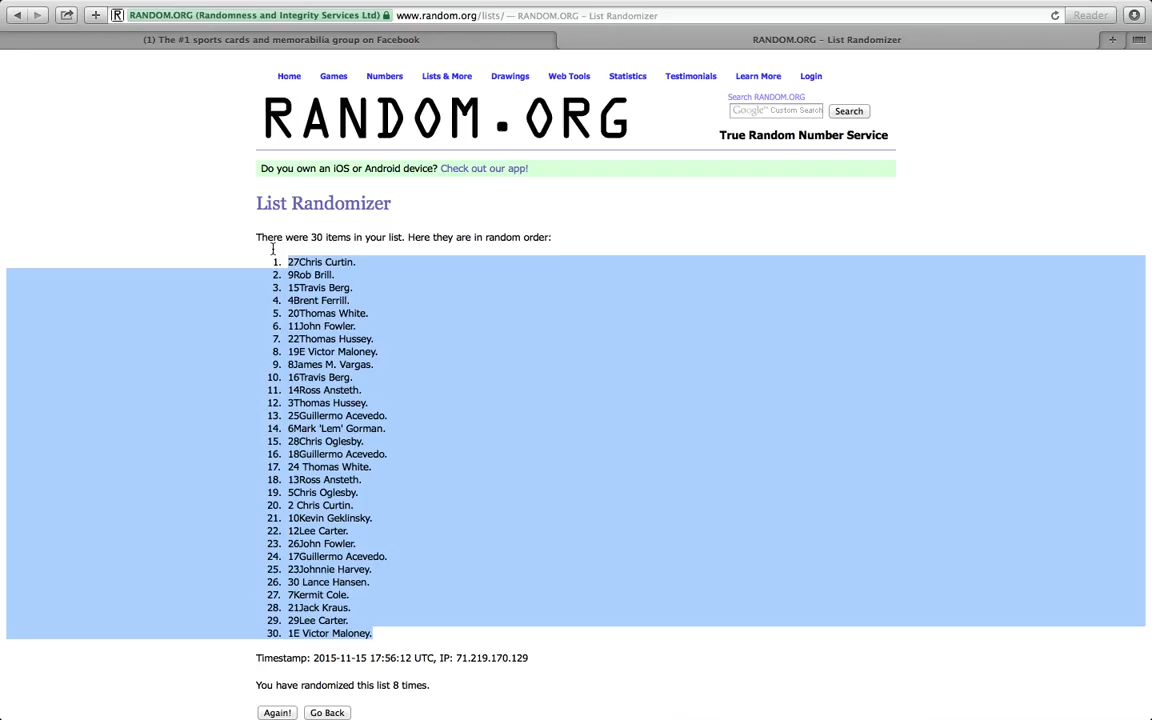 RANDOM.ORG (Randomness and Integrity Services Ltd) www.random.org/lists/ — RANDOM.ORG – List Randomizer Reader
(1) The #1 sports cards and memorabilia group on Facebook RANDOM.ORG – List Randomizer
Home Games Numbers Lists & More Drawings Web Tools Statistics Testimonials Learn More Login
Search RANDOM.ORG
RANDOM.ORG
Google™ Custom Search Search
True Random Number Service
Do you own an iOS or Android device? Check out our app!
List Randomizer
There were 30 items in your list. Here they are in random order:
1. 27Chris Curtin.
2. 9Rob Brill.
3. 15Travis Berg.
4. 4Brent Ferrill.
5. 20Thomas White.
6. 11John Fowler.
7. 22Thomas Hussey.
8. 19E Victor Maloney.
9. 8James M. Vargas.
10. 16Travis Berg.
11. 14Ross Ansteth.
12. 3Thomas Hussey.
13. 25Guillermo Acevedo.
14. 6Mark 'Lem' Gorman.
15. 28Chris Oglesby.
16. 18Guillermo Acevedo.
17. 24 Thomas White.
18. 13Ross Ansteth.
19. 5Chris Oglesby.
20. 2 Chris Curtin.
21. 10Kevin Geklinsky.
22. 12Lee Carter.
23. 26John Fowler.
24. 17Guillermo Acevedo.
25. 23Johnnie Harvey.
26. 30 Lance Hansen.
27. 7Kermit Cole.
28. 21Jack Kraus.
29. 29Lee Carter.
30. 1E Victor Maloney.
Timestamp: 2015-11-15 17:56:12 UTC, IP: 71.219.170.129
You have randomized this list 8 times.
Again! Go Back